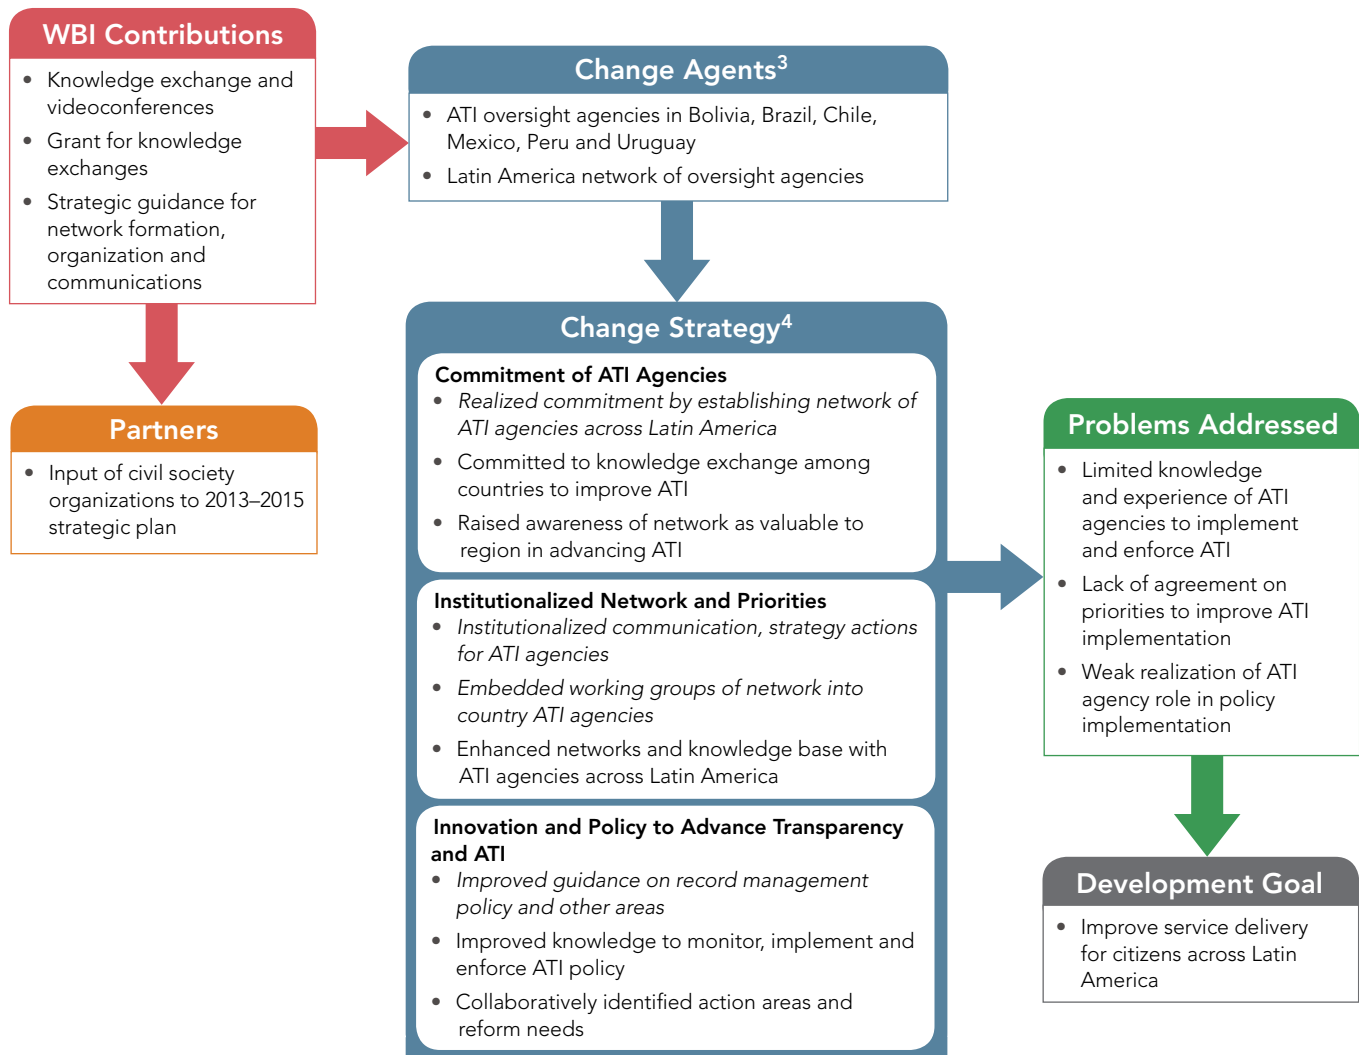 WBI Contributions
• Knowledge exchange and
videoconferences
• Grant for knowledge
exchanges
• Strategic guidance for
network formation,
organization and
communications
Partners
• Input of civil society
organizations to 2013–2015
strategic plan
Change Agents³
• ATI oversight agencies in Bolivia, Brazil, Chile,
Mexico, Peru and Uruguay
• Latin America network of oversight agencies
Change Strategy⁴
Commitment of ATI Agencies
• Realized commitment by establishing network of
ATI agencies across Latin America
• Committed to knowledge exchange among
countries to improve ATI
• Raised awareness of network as valuable to
region in advancing ATI
Institutionalized Network and Priorities
• Institutionalized communication, strategy actions
for ATI agencies
• Embedded working groups of network into
country ATI agencies
• Enhanced networks and knowledge base with
ATI agencies across Latin America
Innovation and Policy to Advance Transparency
and ATI
• Improved guidance on record management
policy and other areas
• Improved knowledge to monitor, implement and
enforce ATI policy
• Collaboratively identified action areas and
reform needs
Problems Addressed
• Limited knowledge
and experience of ATI
agencies to implement
and enforce ATI
• Lack of agreement on
priorities to improve ATI
implementation
• Weak realization of ATI
agency role in policy
implementation
Development Goal
• Improve service delivery
for citizens across Latin
America